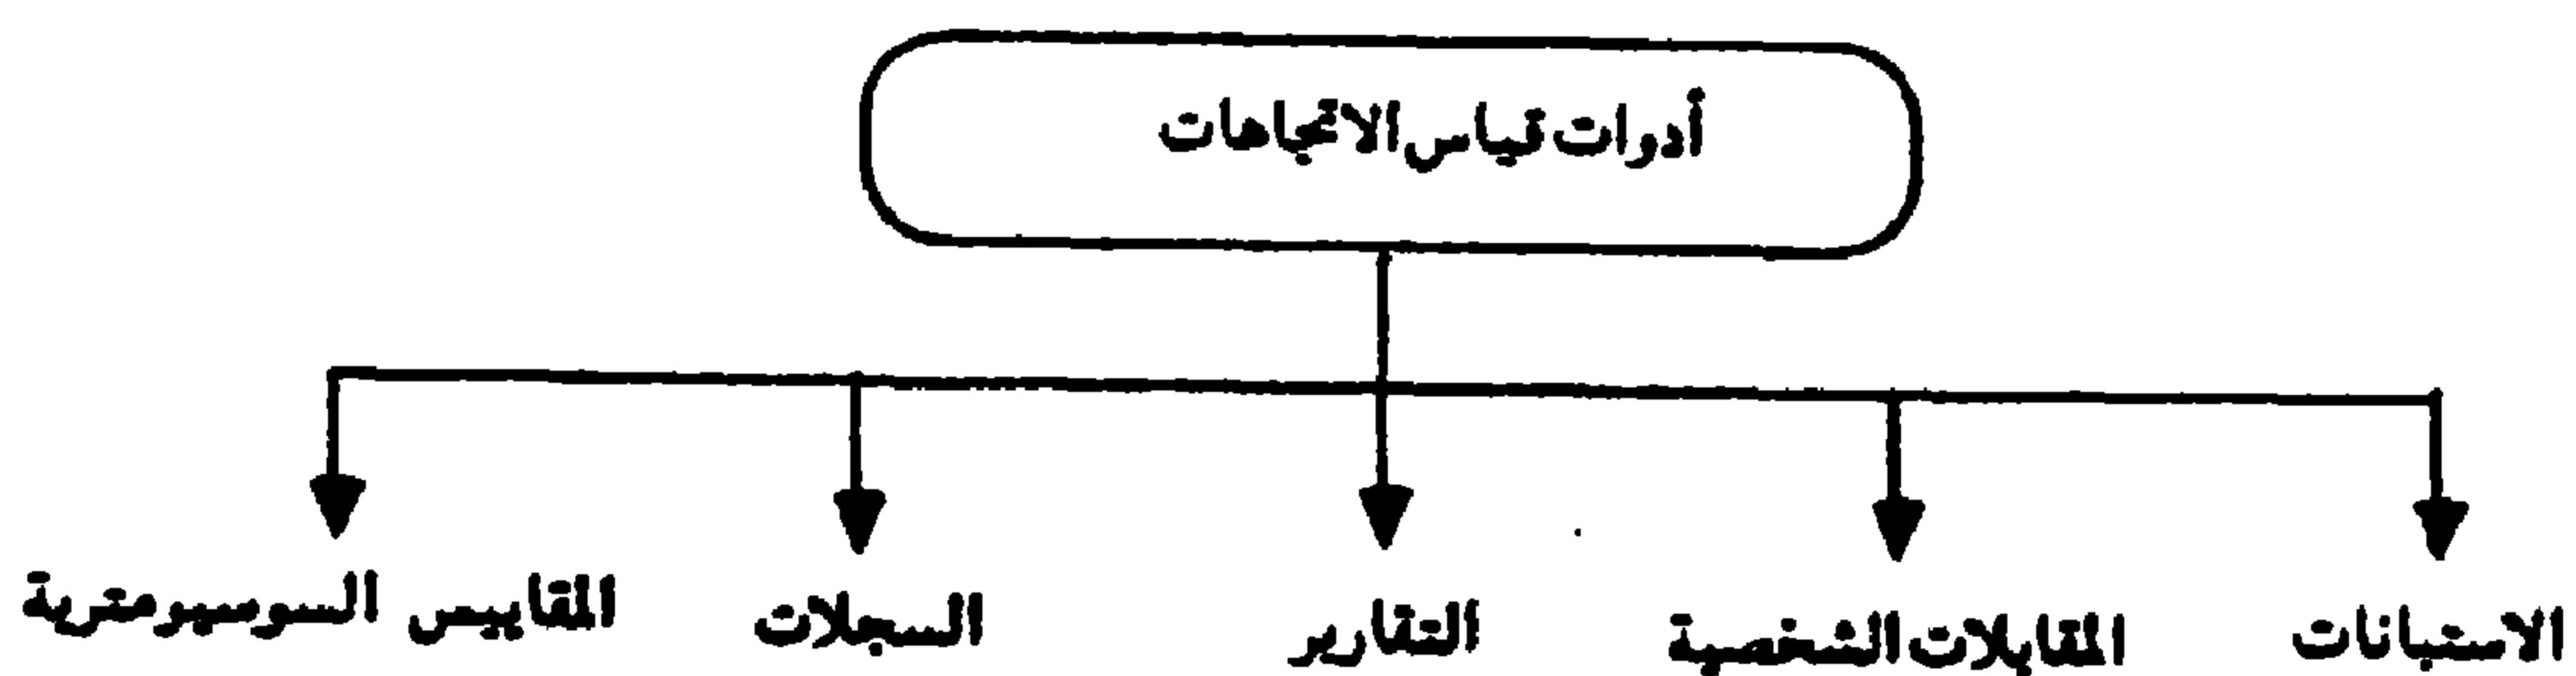 أدوات قياس الاتجاهات
الاستبانات
المقابلات الشخصية
التقارير
السجلات
المقاييس السوسيومترية